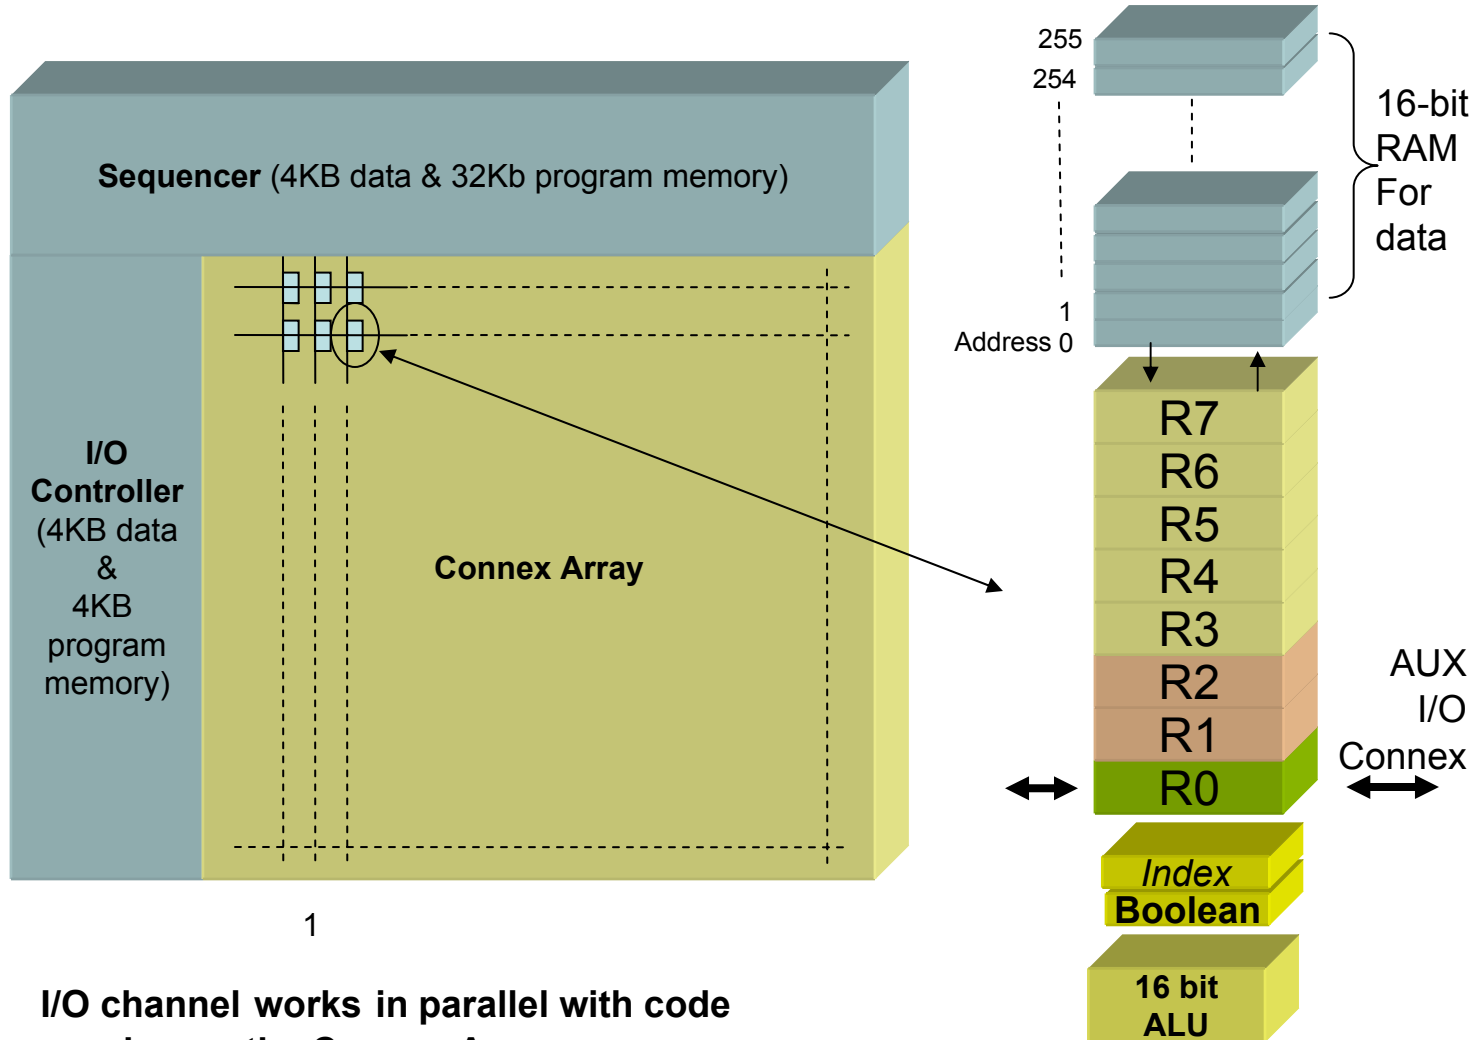 Sequencer (4KB data & 32Kb program memory)
I/O
Controller
(4KB data
&
4KB
program
memory)
Connex Array
1
I/O channel works in parallel with code
255
254
1
Address 0
16-bit
RAM
For
data
R7
R6
R5
R4
R3
R2
R1
R0
AUX
I/O
Connex
Index
Boolean
16 bit
ALU